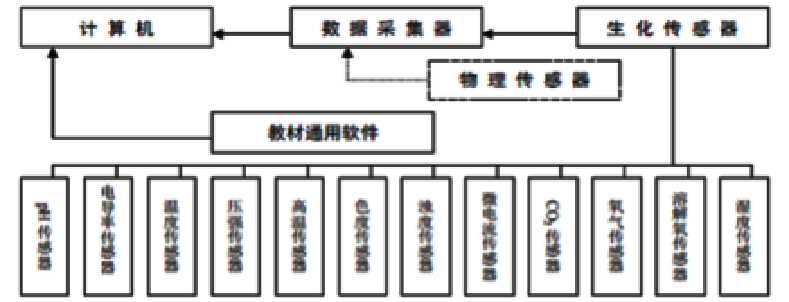 计算机 数据采集器 生化传感器
物理传感器
教材通用软件
pH传感器
电导率传感器
温度传感器
压强传感器
高温传感器
色度传感器
浊度传感器
微电流传感器
CO₂传感器
氧气传感器
溶解氧传感器
湿度传感器